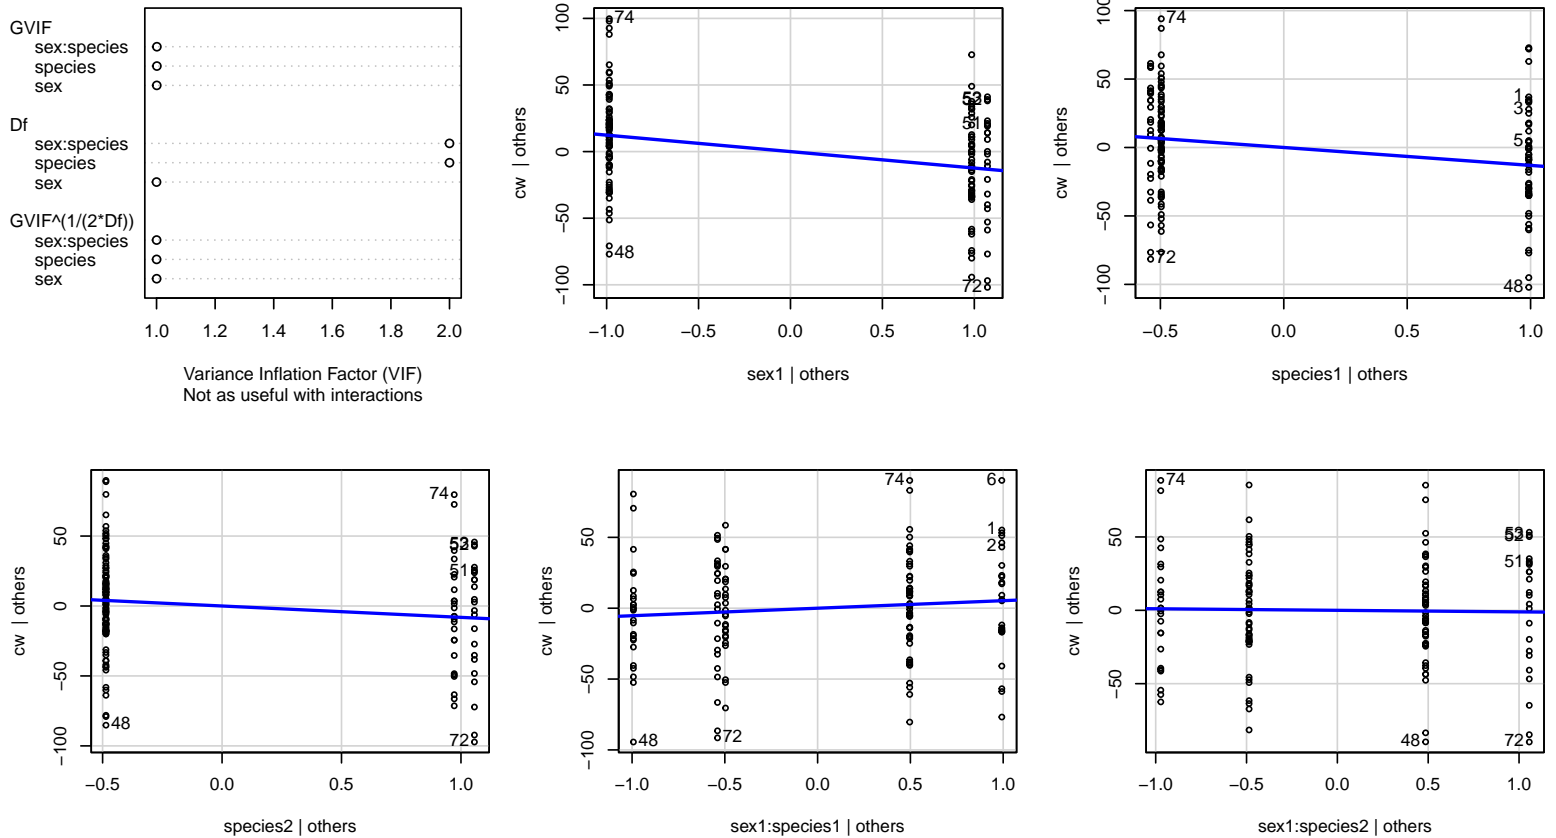 GVIF
sex:species
species
sex
Df
sex:species
species
sex
GVIF^(1/(2*Df))
sex:species
species
sex
1.0 1.2 1.4 1.6 1.8 2.0
Variance Inflation Factor (VIF)
Not as useful with interactions
100
50
0
−50
−100
cw | others
74
48
51
72
−1.0 −0.5 0.0 0.5 1.0
sex1 | others
100
50
0
−50
−100
cw | others
74
72
1
3
5
48
−0.5 0.0 0.5 1.0
species1 | others
50
0
−50
−100
cw | others
48
74
51
72
−0.5 0.0 0.5 1.0
species2 | others
50
0
−50
−100
cw | others
48
72
74
6
1
2
−1.0 −0.5 0.0 0.5 1.0
sex1:species1 | others
50
0
−50
cw | others
74
48
51
72
−1.0 −0.5 0.0 0.5 1.0
sex1:species2 | others